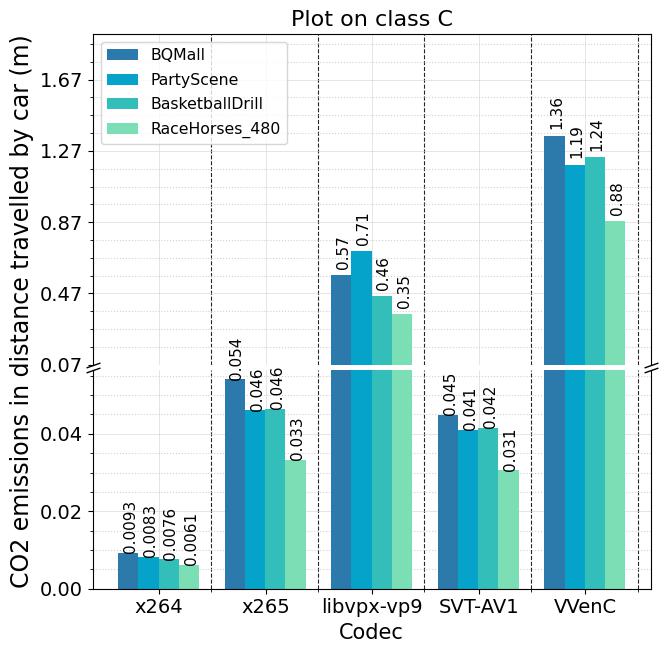 Plot on class C
CO2 emissions in distance travelled by car (m)
BQMall
PartyScene
BasketballDrill
RaceHorses_480
1.67
1.27
0.87
0.47
0.07
0.04
0.02
0.00
0.0093
0.0083
0.0076
0.0061
0.054
0.046
0.046
0.033
0.57
0.71
0.46
0.35
0.045
0.041
0.042
0.031
1.36
1.19
1.24
0.88
x264
x265
libvpx-vp9
SVT-AV1
VVenC
Codec